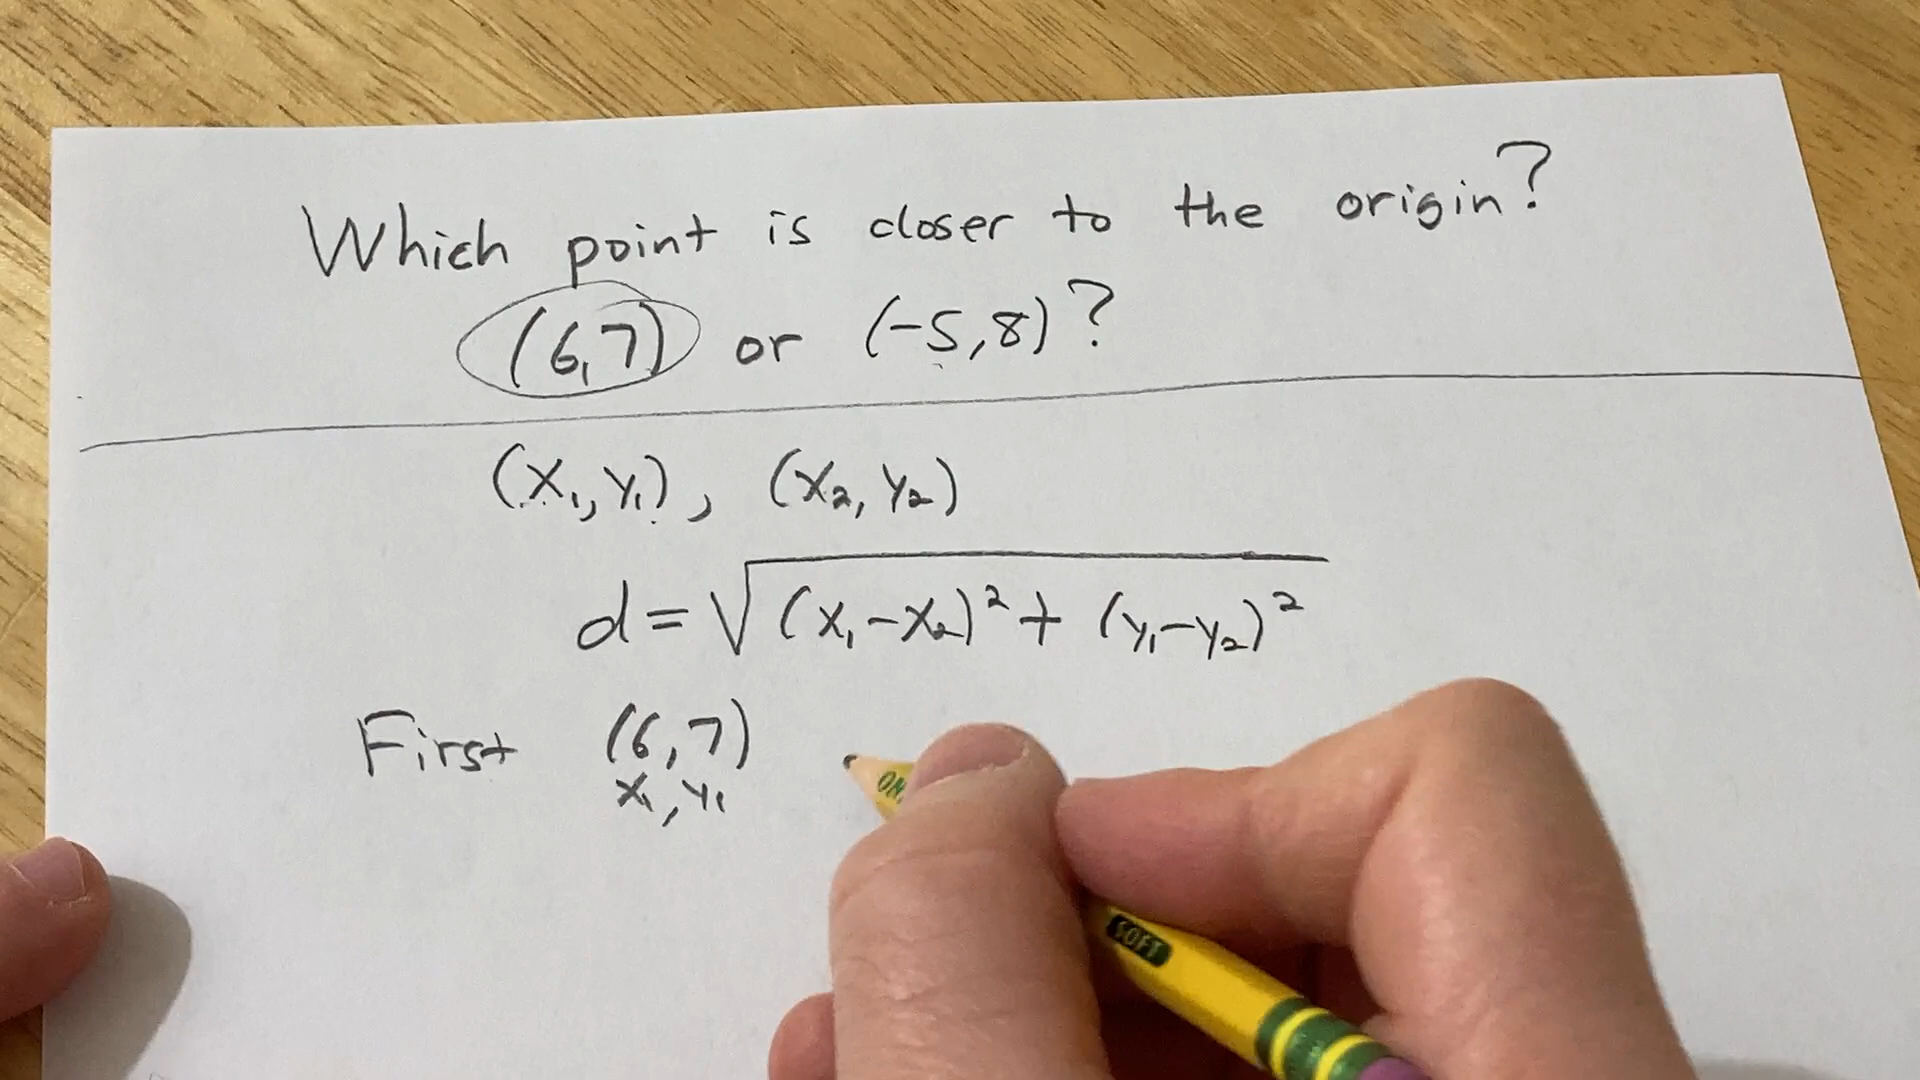 Which point is closer to the origin?
(6,7) or (-5,8)?
(x₁,y₁), (x₂,y₂)
d=√(x₁-x₂)²+(y₁-y₂)²
First (6,7)
x₁,y₁
SOFT